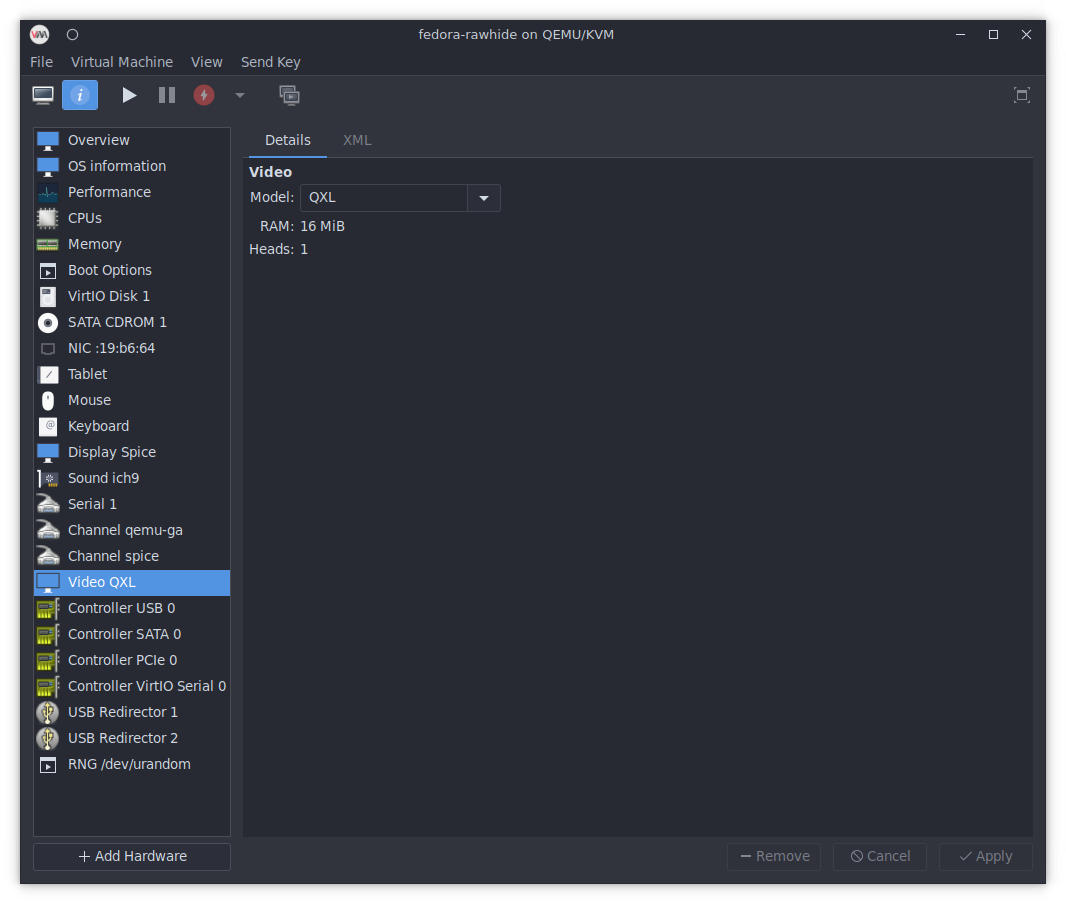 fedora-rawhide on QEMU/KVM
File Virtual Machine View Send Key
Overview
OS information
Performance
CPUs
Memory
Boot Options
VirtIO Disk 1
SATA CDROM 1
NIC :19:b6:64
Tablet
Mouse
Keyboard
Display Spice
Sound ich9
Serial 1
Channel qemu-ga
Channel spice
Video QXL
Controller USB 0
Controller SATA 0
Controller PCIe 0
Controller VirtIO Serial 0
USB Redirector 1
USB Redirector 2
RNG /dev/urandom
Add Hardware
Details XML
Video
Model: QXL
RAM: 16 MiB
Heads: 1
Remove Cancel Apply